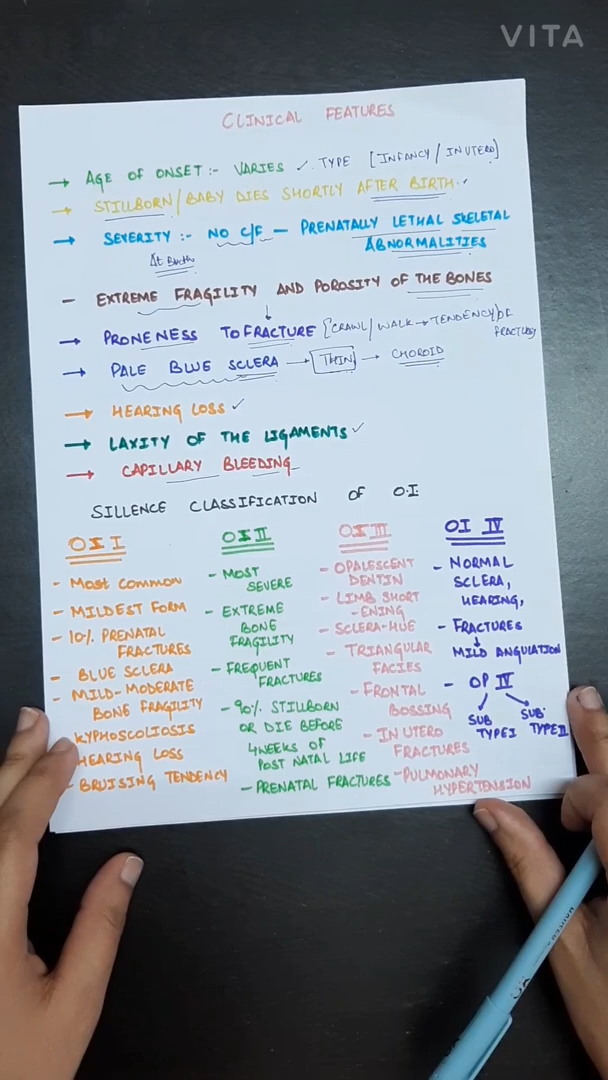 VITA
CLINICAL FEATURES
→ AGE OF ONSET :- VARIES ✓ TYPE [INFANCY / INUTERO]
→ STILLBORN / BABY DIES SHORTLY AFTER BIRTH.
→ SEVERITY :- NO C/F – PRENATALLY LETHAL SKELETAL
At Birth ABNORMALITIES
- EXTREME FRAGILITY AND POROSITY OF THE BONES
↓
→ PRONENESS TO FRACTURE [CRAWL / WALK → TENDENCY] OF
FRACTURE
→ PALE BLUE SCLERA → THIN → CHOROID
→ HEARING LOSS ✓
→ LAXITY OF THE LIGAMENTS ✓
→ CAPILLARY BLEEDING
SILLENCE CLASSIFICATION OF O.I
OI I
- MOST COMMON
- MILDEST FORM
- 10% PRENATAL
FRACTURES
- BLUE SCLERA
- MILD-MODERATE
BONE FRAGILITY
KYPHOSCOLIOSIS
HEARING LOSS
- BRUISING TENDENCY
OI II
- MOST
SEVERE
- EXTREME
BONE
FRAGILITY
- FREQUENT
FRACTURES
- 90% STILLBORN
OR DIE BEFORE
4WEEKS OF
POST NATAL LIFE
- PRENATAL FRACTURES
OI III
- OPALESCENT
DENTIN
- LIMB SHORT
-ENING
- SCLERA-HUE
- TRIANGULAR
FACIES
- FRONTAL
BOSSING
- IN UTERO
FRACTURES
- PULMONARY
HYPERTENSION
OI IV
- NORMAL
SCLERA,
HEARING,
- FRACTURES
↓
MILD ANGULATION
- OP IV
SUB TYPE I
SUB TYPE II